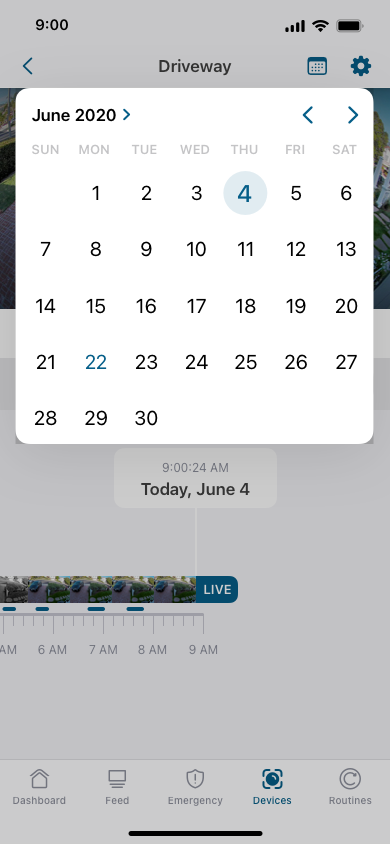 9:00
Driveway
June 2020
SUN MON TUE WED THU FRI SAT
1 2 3 4 5 6
7 8 9 10 11 12 13
14 15 16 17 18 19 20
21 22 23 24 25 26 27
28 29 30
9:00:24 AM
Today, June 4
LIVE
AM 6 AM 7 AM 8 AM 9 AM
Dashboard Feed Emergency Devices Routines